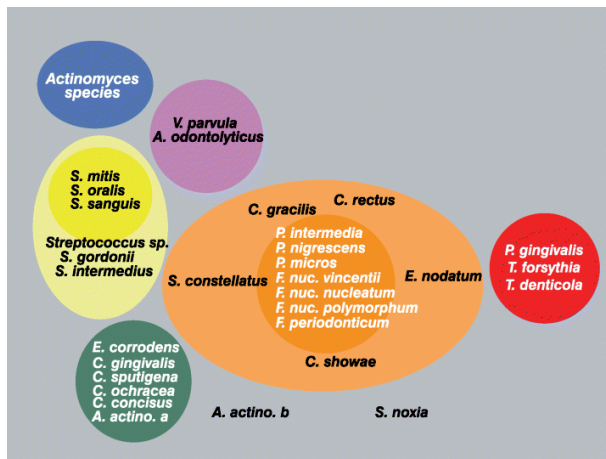 Actinomyces
species
V. parvula
A. odontolyticus
S. mitis
S. oralis
S. sanguis
Streptococcus sp.
S. gordonii
S. intermedius
C. gracilis
C. rectus
P. intermedia
P. nigrescens
P. micros
F. nuc. vincentii
F. nuc. nucleatum
F. nuc. polymorphum
F. periodonticum
S. constellatus
E. nodatum
C. showae
P. gingivalis
T. forsythia
T. denticola
E. corrodens
C. gingivalis
C. sputigena
C. ochracea
C. concisus
A. actino. a
A. actino. b
S. noxia